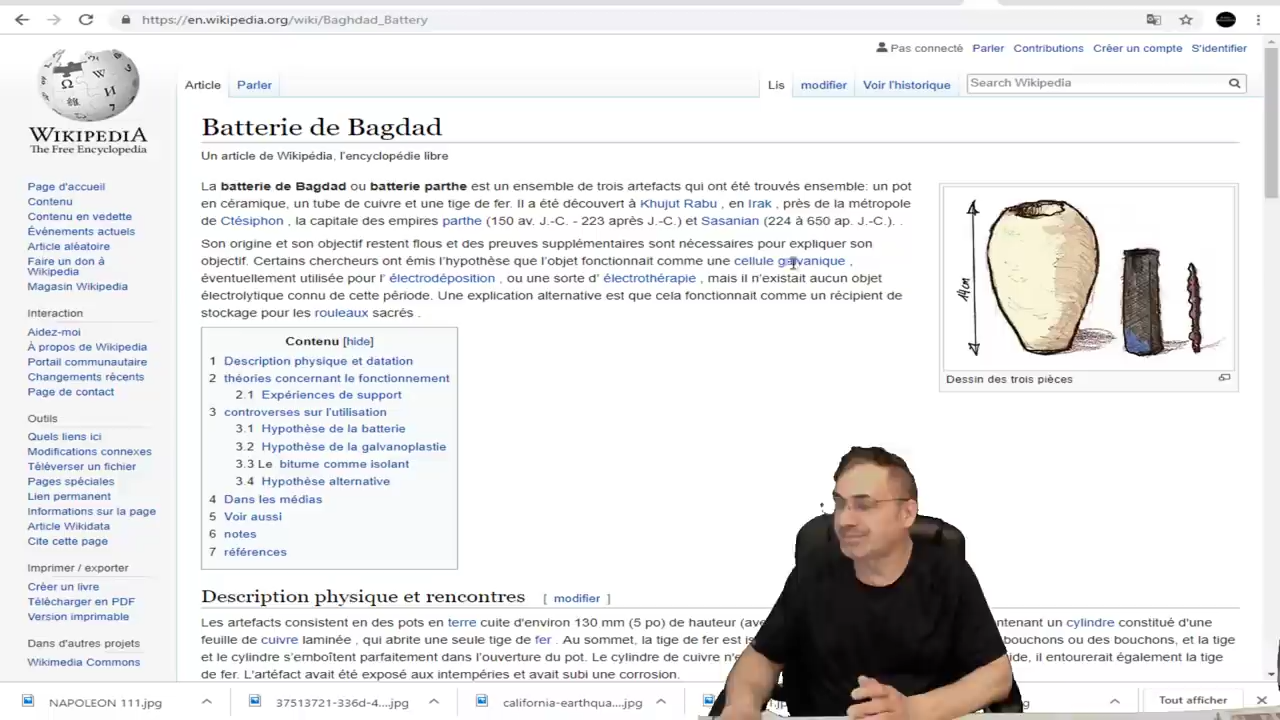 https://en.wikipedia.org/wiki/Baghdad_Battery
Pas connecté Parler Contributions Créer un compte S'identifier
Article Parler Lis modifier Voir l'historique Search Wikipedia
WIKIPEDIA
The Free Encyclopedia
Page d'accueil
Contenu
Contenu en vedette
Événements actuels
Article aléatoire
Faire un don à
Wikipedia
Magasin Wikipedia
Interaction
Aidez-moi
À propos de Wikipedia
Portail communautaire
Changements récents
Page de contact
Outils
Quels liens ici
Modifications connexes
Téléverser un fichier
Pages spéciales
Lien permanent
Informations sur la page
Article Wikidata
Cite cette page
Imprimer / exporter
Créer un livre
Télécharger en PDF
Version imprimable
Dans d'autres projets
Wikimedia Commons
Batterie de Bagdad
Un article de Wikipédia, l'encyclopédie libre
La batterie de Bagdad ou batterie parthe est un ensemble de trois artefacts qui ont été trouvés ensemble: un pot
en céramique, un tube de cuivre et une tige de fer. Il a été découvert à Khujut Rabu , en Irak , près de la métropole
de Ctésiphon , la capitale des empires parthe (150 av. J.-C. - 223 après J.-C.) et Sasanian (224 à 650 ap. J.-C.). .
Son origine et son objectif restent flous et des preuves supplémentaires sont nécessaires pour expliquer son
objectif. Certains chercheurs ont émis l'hypothèse que l'objet fonctionnait comme une cellule galvanique ,
éventuellement utilisée pour l' électrodéposition , ou une sorte d' électrothérapie , mais il n'existait aucun objet
électrolytique connu de cette période. Une explication alternative est que cela fonctionnait comme un récipient de
stockage pour les rouleaux sacrés .
14cm
Dessin des trois pièces
Contenu [hide]
1 Description physique et datation
2 théories concernant le fonctionnement
2.1 Expériences de support
3 controverses sur l'utilisation
3.1 Hypothèse de la batterie
3.2 Hypothèse de la galvanoplastie
3.3 Le bitume comme isolant
3.4 Hypothèse alternative
4 Dans les médias
5 Voir aussi
6 notes
7 références
Description physique et rencontres [ modifier ]
Les artefacts consistent en des pots en terre cuite d'environ 130 mm (5 po) de hauteur (ave ntenant un cylindre constitué d'une
feuille de cuivre laminée , qui abrite une seule tige de fer . Au sommet, la tige de fer est is bouchons ou des bouchons, et la tige
et le cylindre s'emboîtent parfaitement dans l'ouverture du pot. Le cylindre de cuivre n'e ide, il entourerait également la tige
de fer. L'artéfact avait été exposé aux intempéries et avait subi une corrosion.
NAPOLEON 111.jpg 37513721-336d-4....jpg california-earthqua....jpg Tout afficher